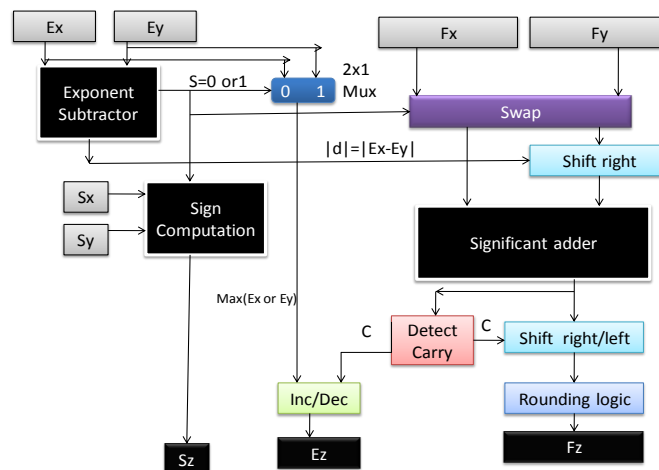 Ex
Ey
Fx
Fy
2x1
Mux
Exponent
Subtractor
S=0 or1
0 1
Swap
|d|=|Ex-Ey|
Shift right
Sx
Sy
Sign
Computation
Significant adder
Max(Ex or Ey)
C
Detect
Carry
C
Shift right/left
Inc/Dec
Rounding logic
Sz
Ez
Fz